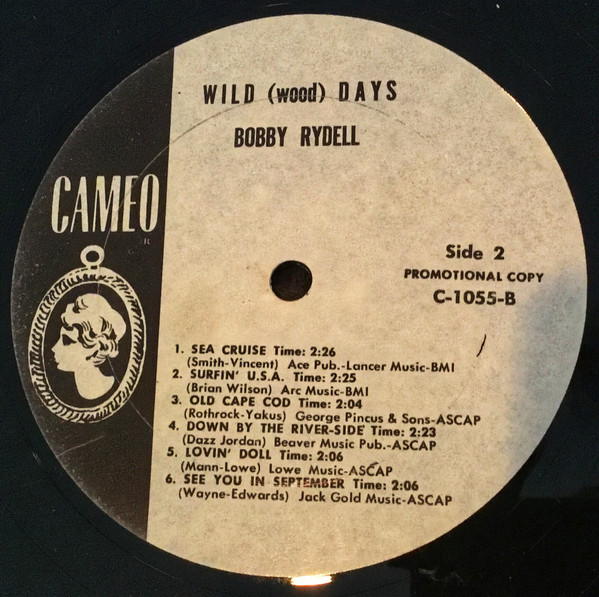 WILD (wood) DAYS
BOBBY RYDELL
CAMEO
Side 2
PROMOTIONAL COPY
C-1055-B
1. SEA CRUISE Time: 2:26
(Smith-Vincent) Ace Pub.-Lancer Music-BMI
2. SURFIN' U.S.A. Time: 2:25
(Brian Wilson) Arc Music-BMI
3. OLD CAPE COD Time: 2:04
(Rothrock-Yakus) George Pincus & Sons-ASCAP
4. DOWN BY THE RIVER-SIDE Time: 2:23
(Dazz Jordan) Beaver Music Pub.-ASCAP
5. LOVIN' DOLL Time: 2:06
(Mann-Lowe) Lowe Music-ASCAP
6. SEE YOU IN SEPTEMBER Time: 2:06
(Wayne-Edwards) Jack Gold Music-ASCAP